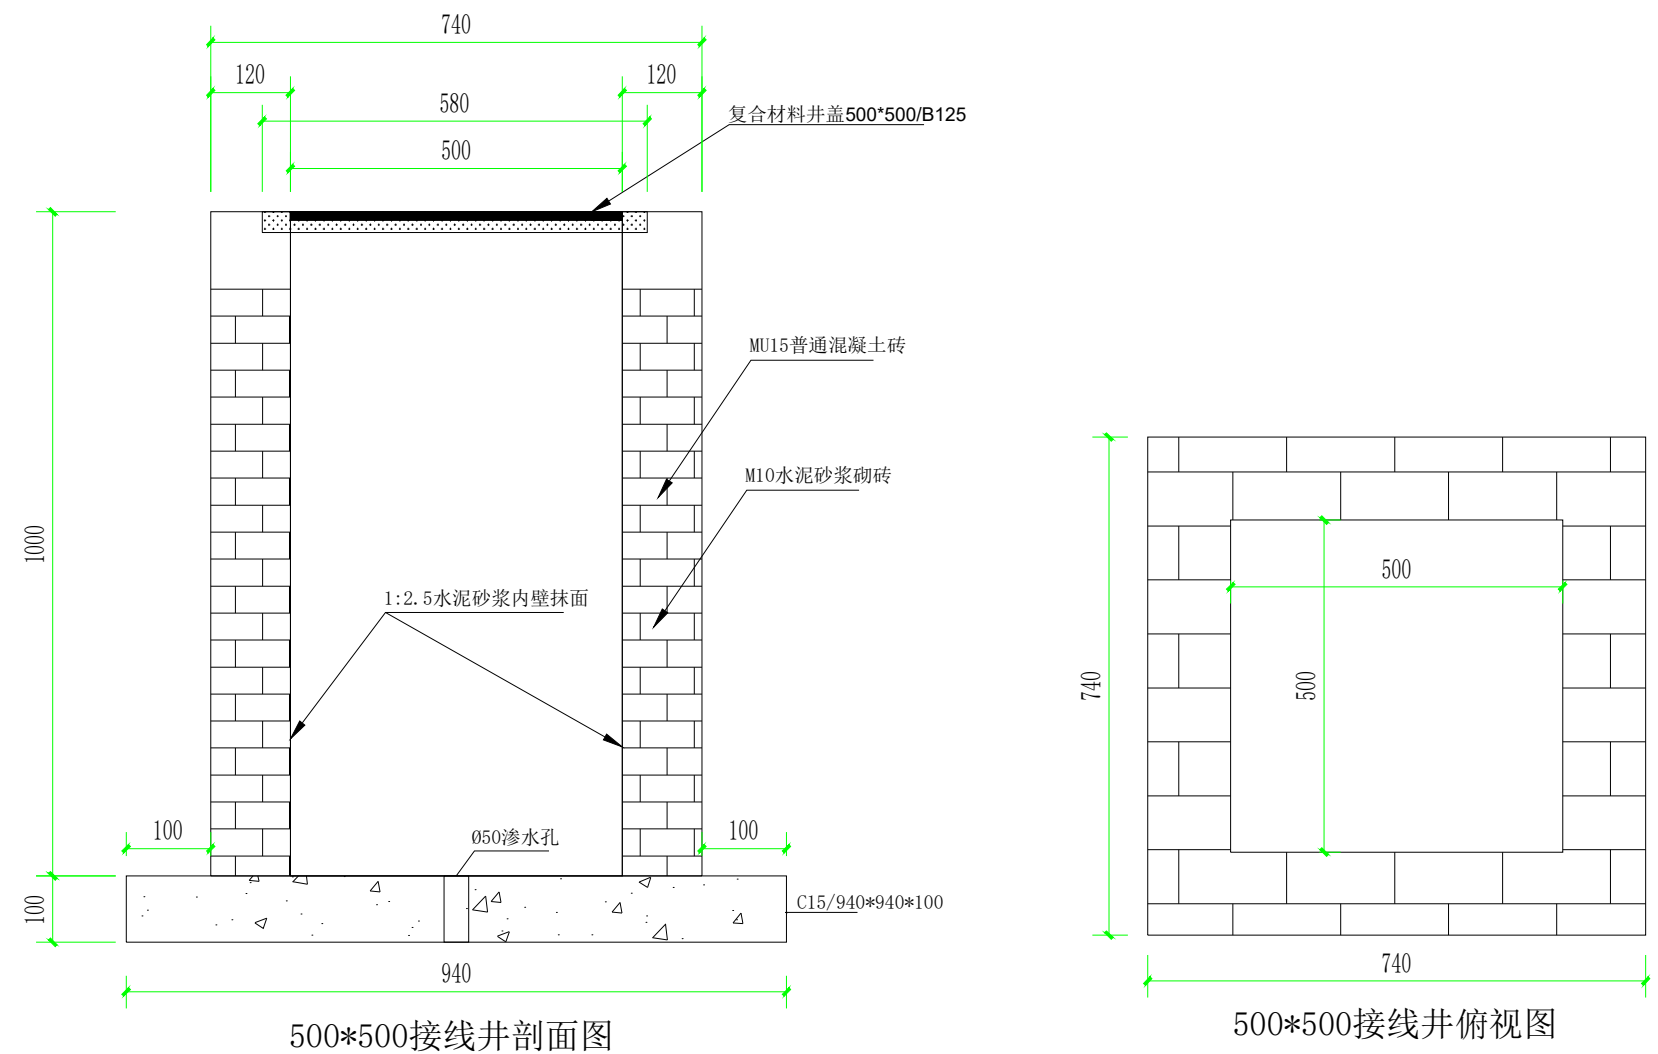 740
120
120
580
复合材料井盖500*500/B125
500
MU15普通混凝土砖
M10水泥砂浆砌砖
1000
1:2.5水泥砂浆内壁抹面
100
Ø50渗水孔
100
100
C15/940*940*100
940
500*500接线井剖面图
500
500
740
740
500*500接线井俯视图